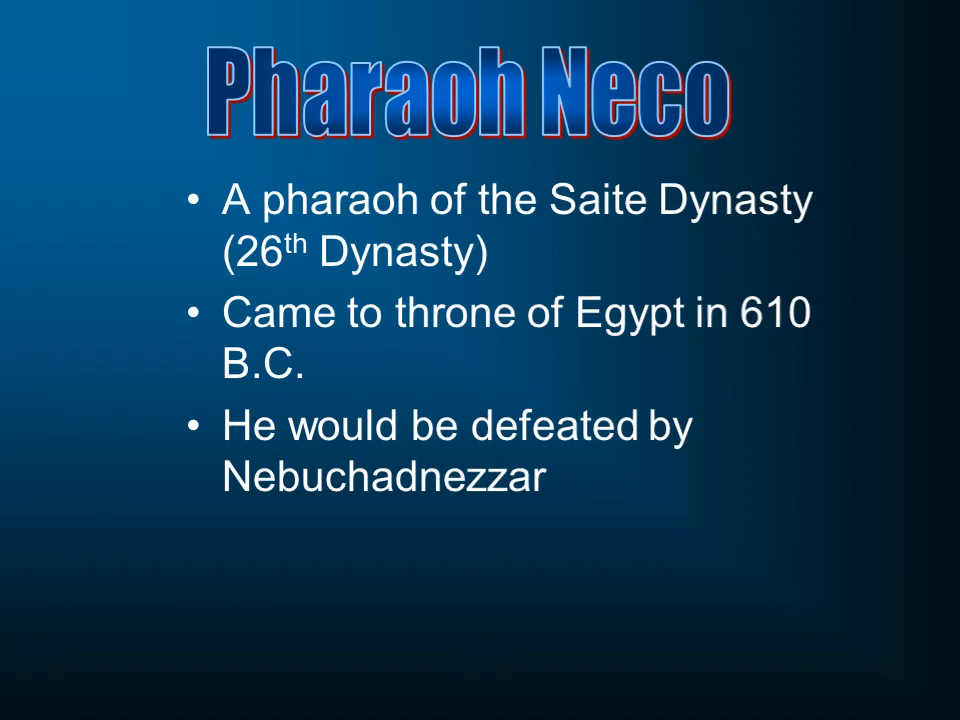 Pharaoh Neco
• A pharaoh of the Saite Dynasty
(26th Dynasty)
• Came to throne of Egypt in 610
B.C.
• He would be defeated by
Nebuchadnezzar